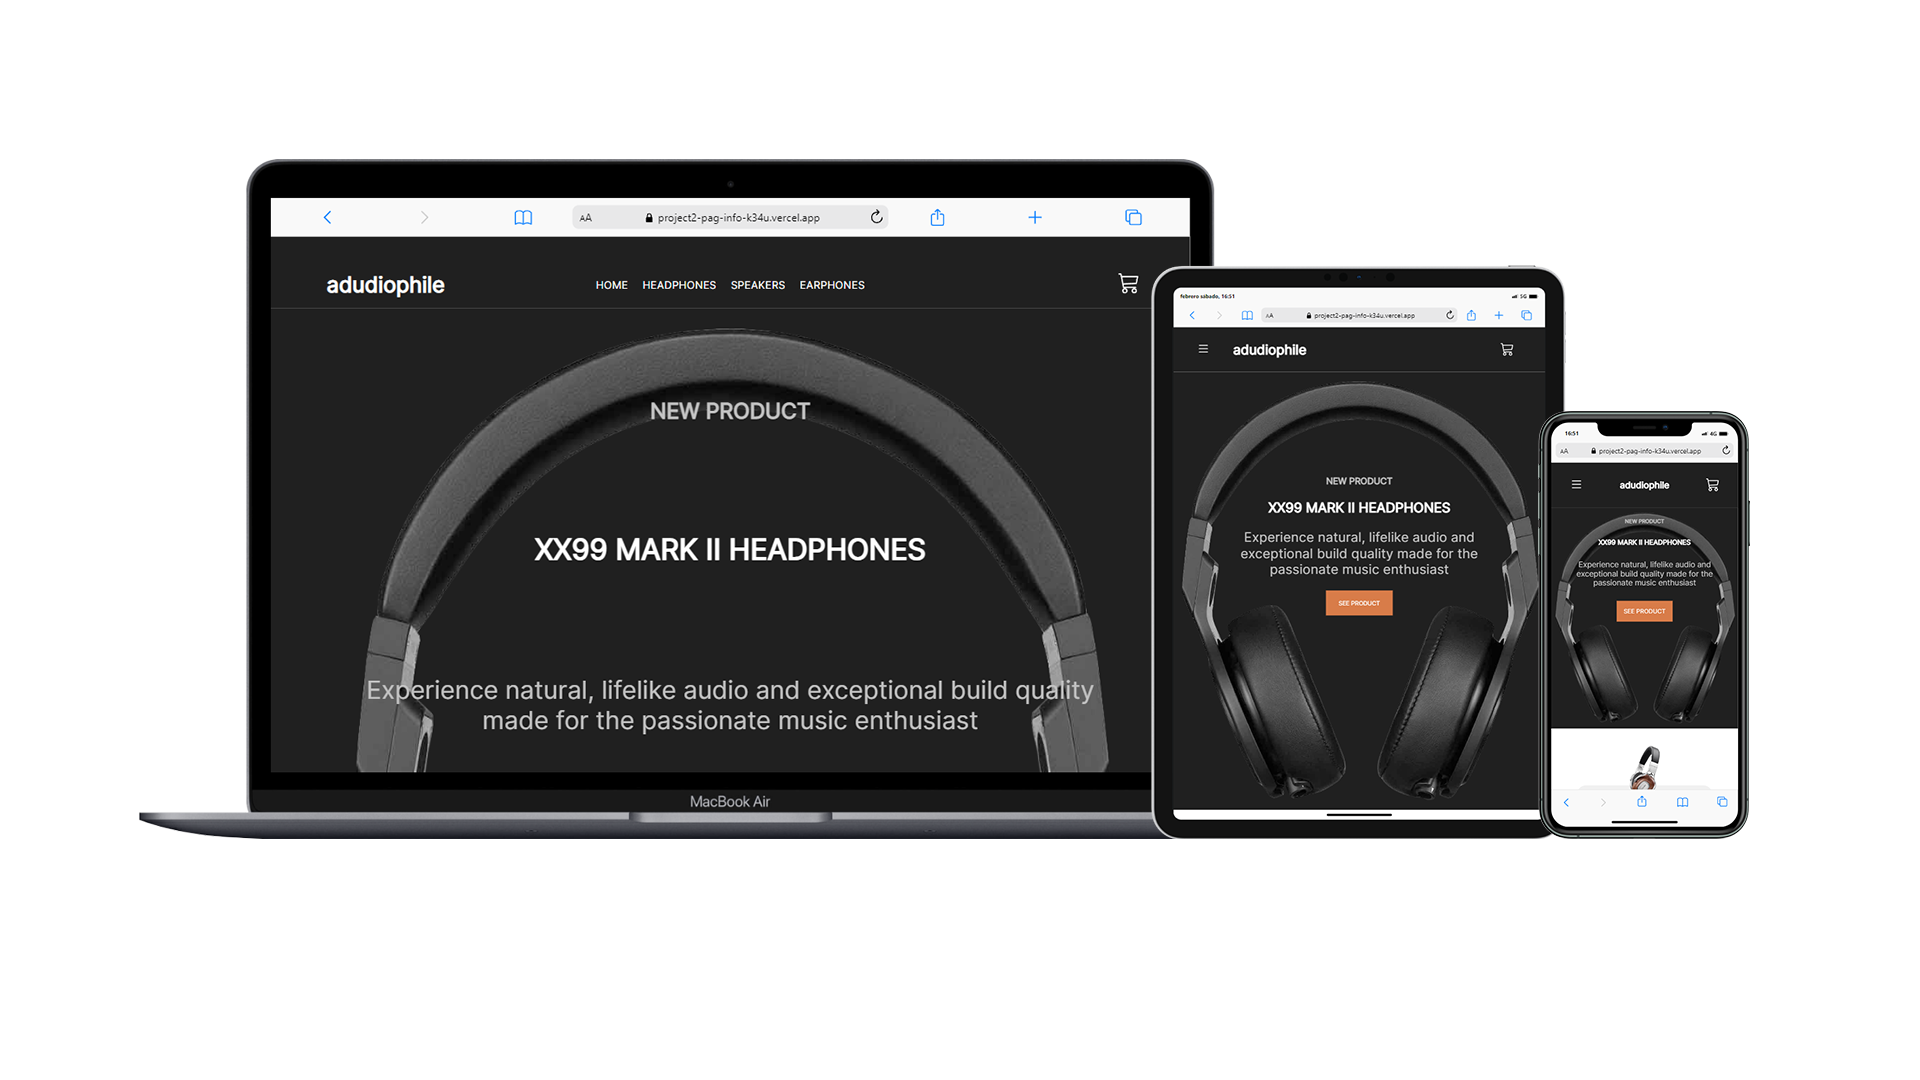 AA project2-pag-info-k34u.vercel.app
adudiophile HOME HEADPHONES SPEAKERS EARPHONES
NEW PRODUCT
XX99 MARK II HEADPHONES
Experience natural, lifelike audio and exceptional build quality
made for the passionate music enthusiast
MacBook Air
febrero sábado, 16:51 5G
AA project2-pag-info-k34u.vercel.app
adudiophile
NEW PRODUCT
XX99 MARK II HEADPHONES
Experience natural, lifelike audio and
exceptional build quality made for the
passionate music enthusiast
SEE PRODUCT
16:51 4G
AA project2-pag-info-k34u.vercel.app
adudiophile
NEW PRODUCT
XX99 MARK II HEADPHONES
Experience natural, lifelike audio and
exceptional build quality made for the
passionate music enthusiast
SEE PRODUCT